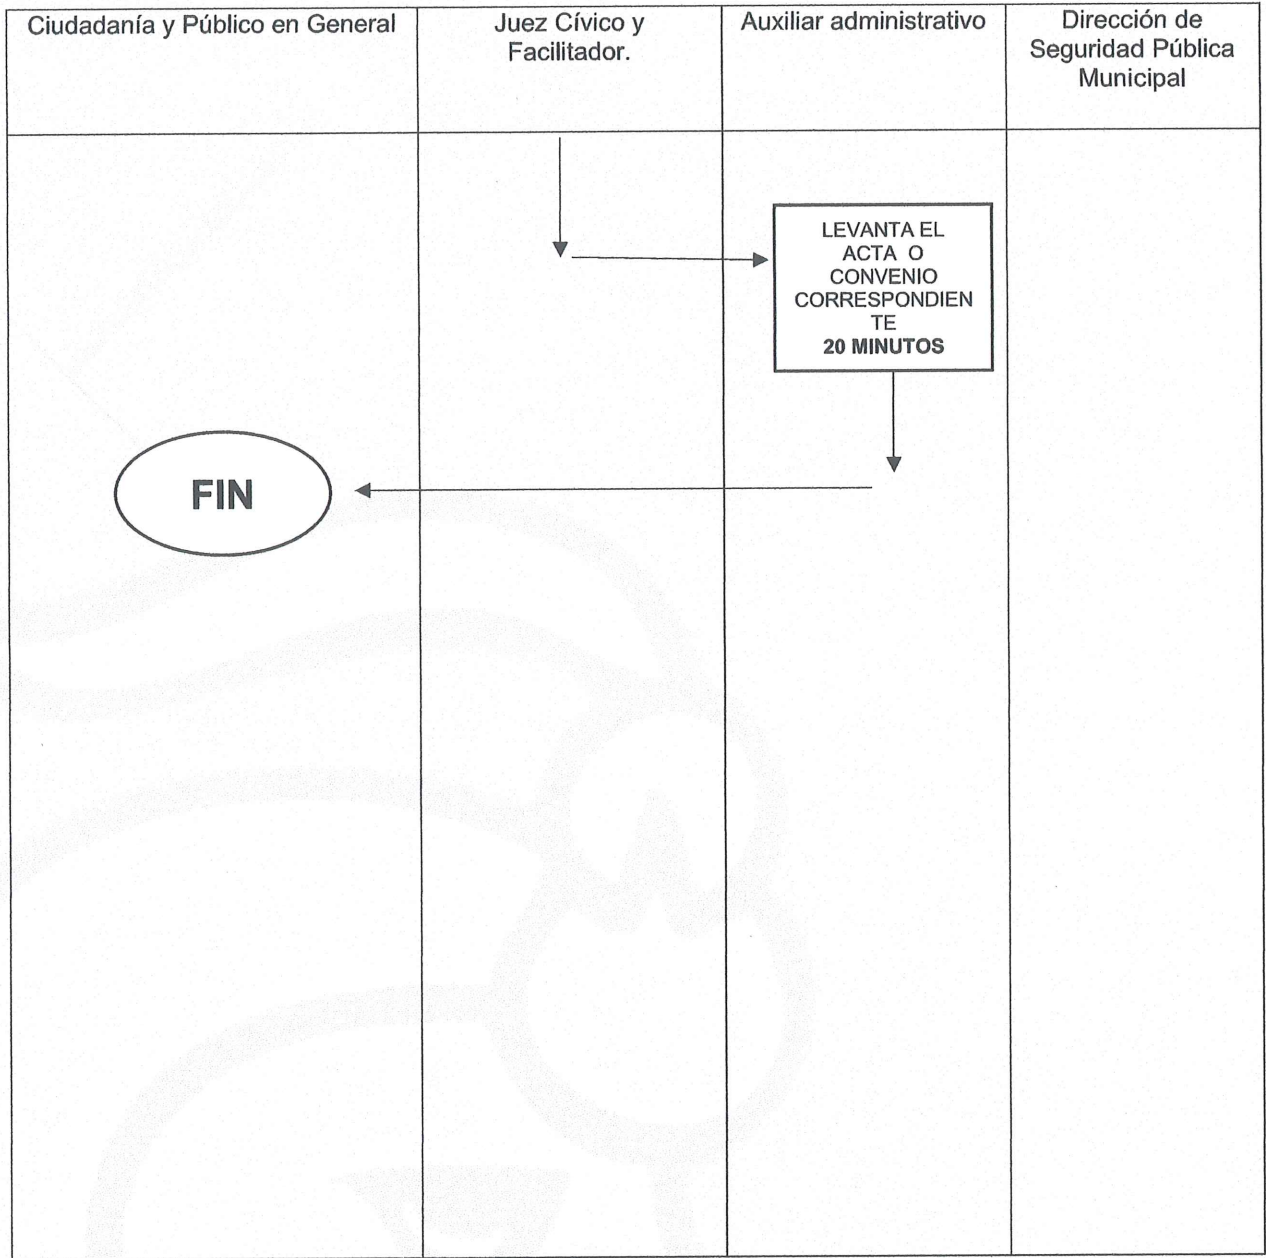 Ciudadanía y Público en General
Juez Cívico y
Facilitador.
Auxiliar administrativo
Dirección de
Seguridad Pública
Municipal
LEVANTA EL
ACTA O
CONVENIO
CORRESPONDIEN
TE
20 MINUTOS
FIN